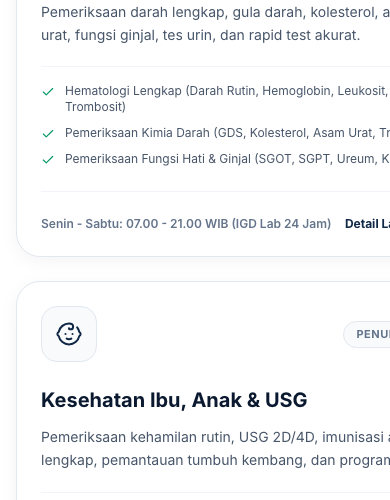 Pemeriksaan darah lengkap, gula darah, kolesterol,
urat, fungsi ginjal, tes urin, dan rapid test akurat.
Hematologi Lengkap (Darah Rutin, Hemoglobin, Leukosit,
Trombosit)
Pemeriksaan Kimia Darah (GDS, Kolesterol, Asam Urat,
Pemeriksaan Fungsi Hati & Ginjal (SGOT, SGPT, Ureum,
Senin - Sabtu: 07.00 - 21.00 WIB (IGD Lab 24 Jam) Detail
Kesehatan Ibu, Anak & USG
Pemeriksaan kehamilan rutin, USG 2D/4D, imunisasi
lengkap, pemantauan tumbuh kembang, dan program